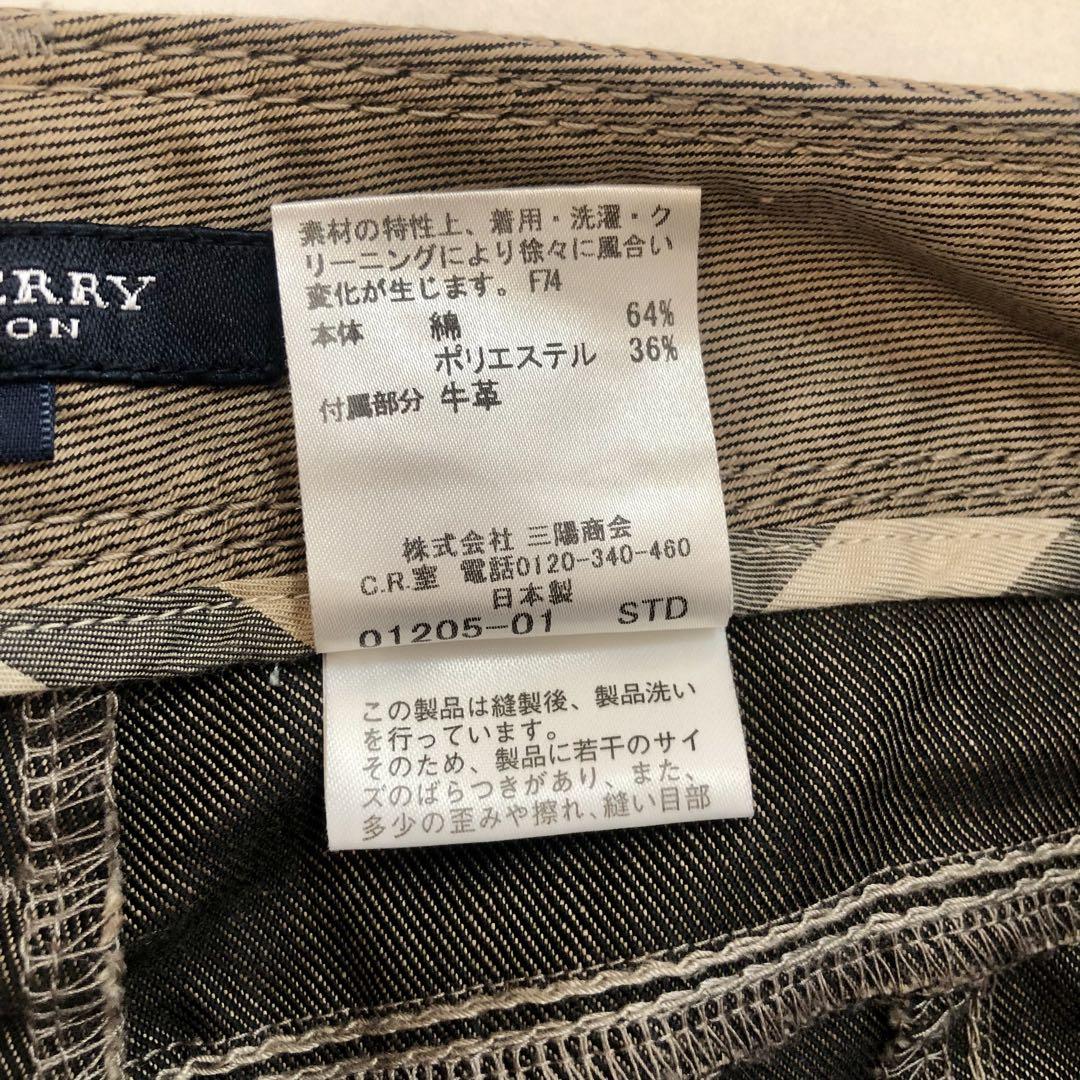 ERRY
ON
素材の特性上、着用・洗濯・ク
リーニングにより徐々に風合い
変化が生じます。F74
本体 綿 64%
ポリエステル 36%
付属部分 牛革
株式会社 三陽商会
C.R.室 電話0120-340-460
日本製
01205-01 STD
この製品は縫製後、製品洗い
を行っています。
そのため、製品に若干のサイ
ズのばらつきがあり、また、
多少の歪みや擦れ、縫い目部